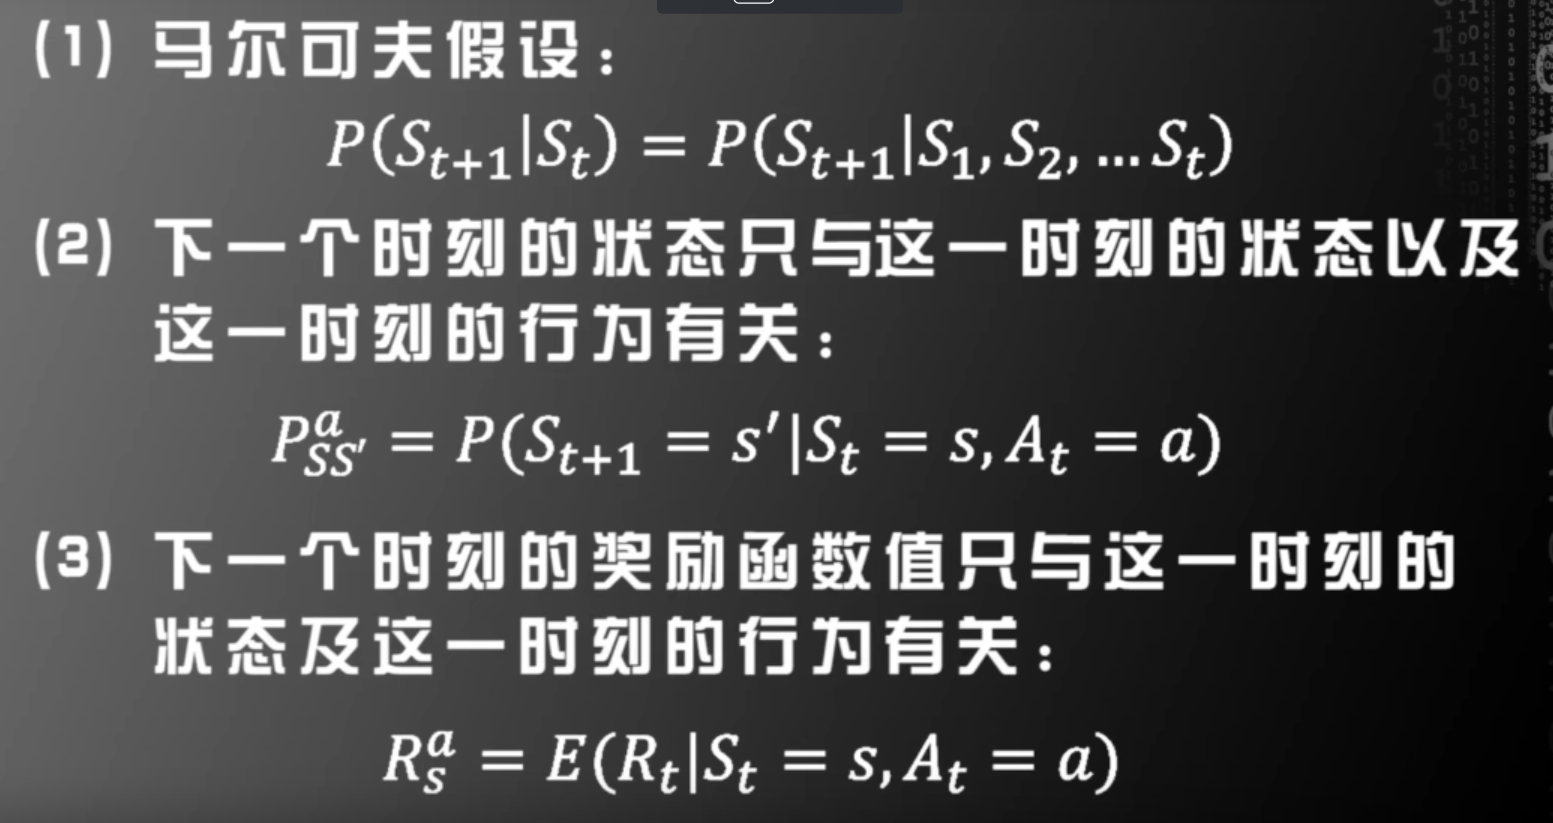 (1) 马尔可夫假设：
P(S_{t+1}|S_t) = P(S_{t+1}|S_1, S_2, ... S_t)
(2) 下一个时刻的状态只与这一时刻的状态以及
这一时刻的行为有关：
P^a_{SS'} = P(S_{t+1} = s'|S_t = s, A_t = a)
(3) 下一个时刻的奖励函数值只与这一时刻的
状态及这一时刻的行为有关：
R^a_s = E(R_t|S_t = s, A_t = a)